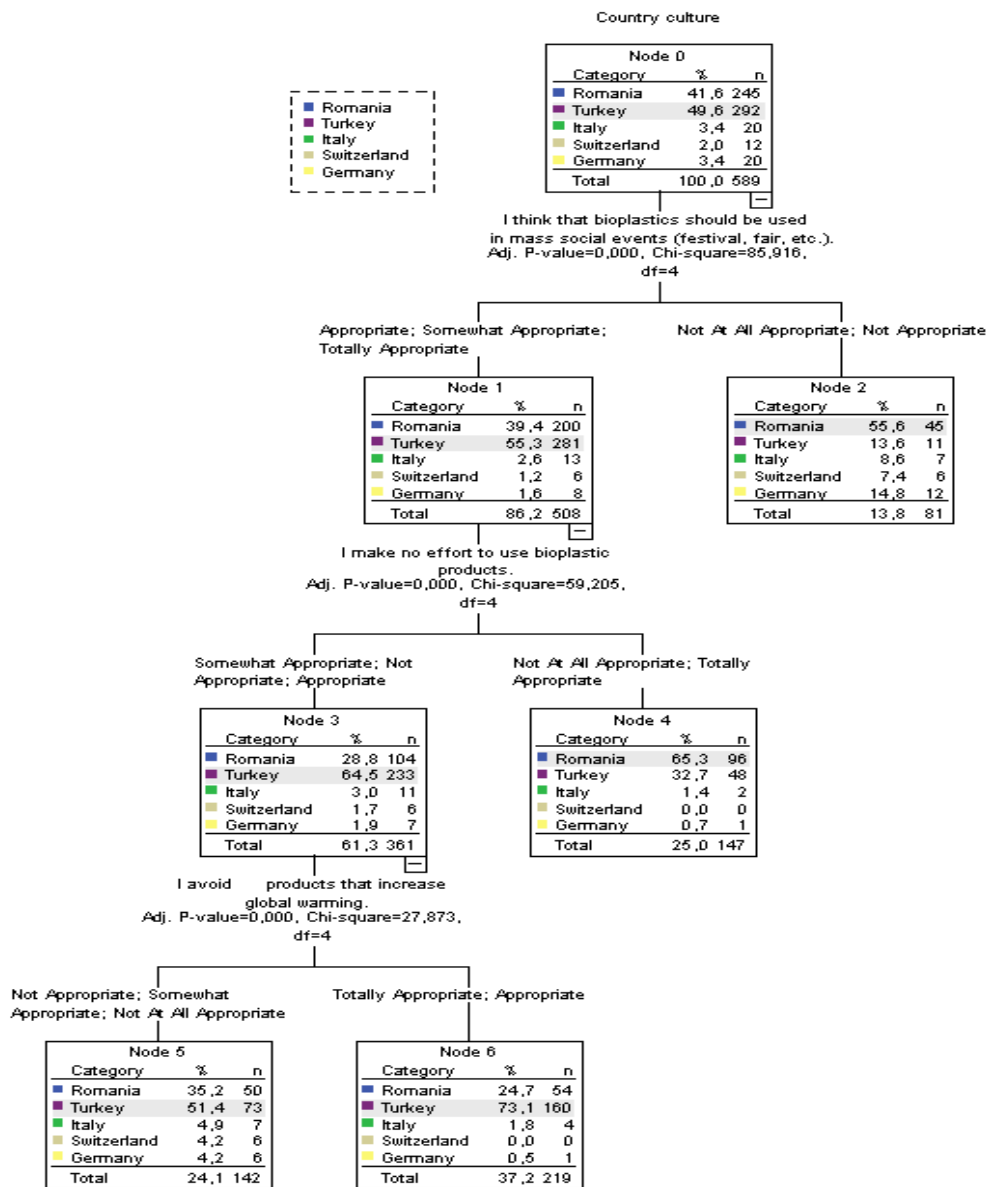 Country culture
Romania
Turkey
Italy
Switzerland
Germany
Node 0
Category % n
Romania 41,6 245
Turkey 49,6 292
Italy 3,4 20
Switzerland 2,0 12
Germany 3,4 20
Total 100,0 589
I think that bioplastics should be used
in mass social events (festival, fair, etc.).
Adj. P-value=0,000, Chi-square=85,916,
df=4
Appropriate; Somewhat Appropriate;
Totally Appropriate
Not At All Appropriate; Not Appropriate
Node 1
Category % n
Romania 39,4 200
Turkey 55,3 281
Italy 2,6 13
Switzerland 1,2 6
Germany 1,6 8
Total 86,2 508
Node 2
Category % n
Romania 55,6 45
Turkey 13,6 11
Italy 8,6 7
Switzerland 7,4 6
Germany 14,8 12
Total 13,8 81
I make no effort to use bioplastic
products.
Adj. P-value=0,000, Chi-square=59,205,
df=4
Somewhat Appropriate; Not
Appropriate; Appropriate
Not At All Appropriate; Totally
Appropriate
Node 3
Category % n
Romania 28,8 104
Turkey 64,5 233
Italy 3,0 11
Switzerland 1,7 6
Germany 1,9 7
Total 61,3 361
Node 4
Category % n
Romania 65,3 96
Turkey 32,7 48
Italy 1,4 2
Switzerland 0,0 0
Germany 0,7 1
Total 25,0 147
I avoid products that increase
global warming.
Adj. P-value=0,000, Chi-square=27,873,
df=4
Not Appropriate; Somewhat
Appropriate; Not At All Appropriate
Totally Appropriate; Appropriate
Node 5
Category % n
Romania 35,2 50
Turkey 51,4 73
Italy 4,9 7
Switzerland 4,2 6
Germany 4,2 6
Total 24,1 142
Node 6
Category % n
Romania 24,7 54
Turkey 73,1 160
Italy 1,8 4
Switzerland 0,0 0
Germany 0,5 1
Total 37,2 219